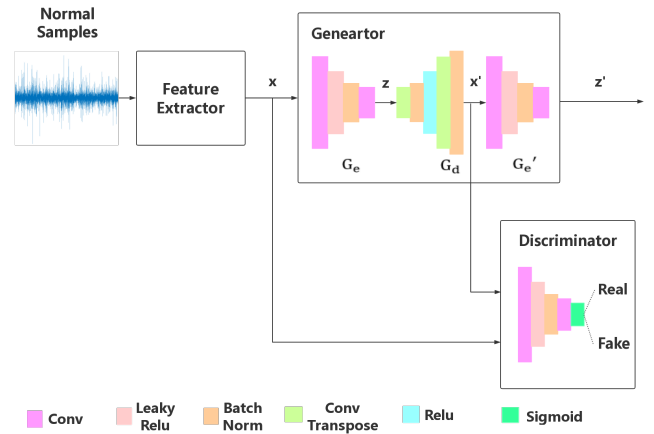 Normal
Samples
Feature
Extractor
x
Geneartor
z
x'
z'
Ge
Gd
Ge′
Discriminator
Real
Fake
Conv
Leaky
Relu
Batch
Norm
Conv
Transpose
Relu
Sigmoid